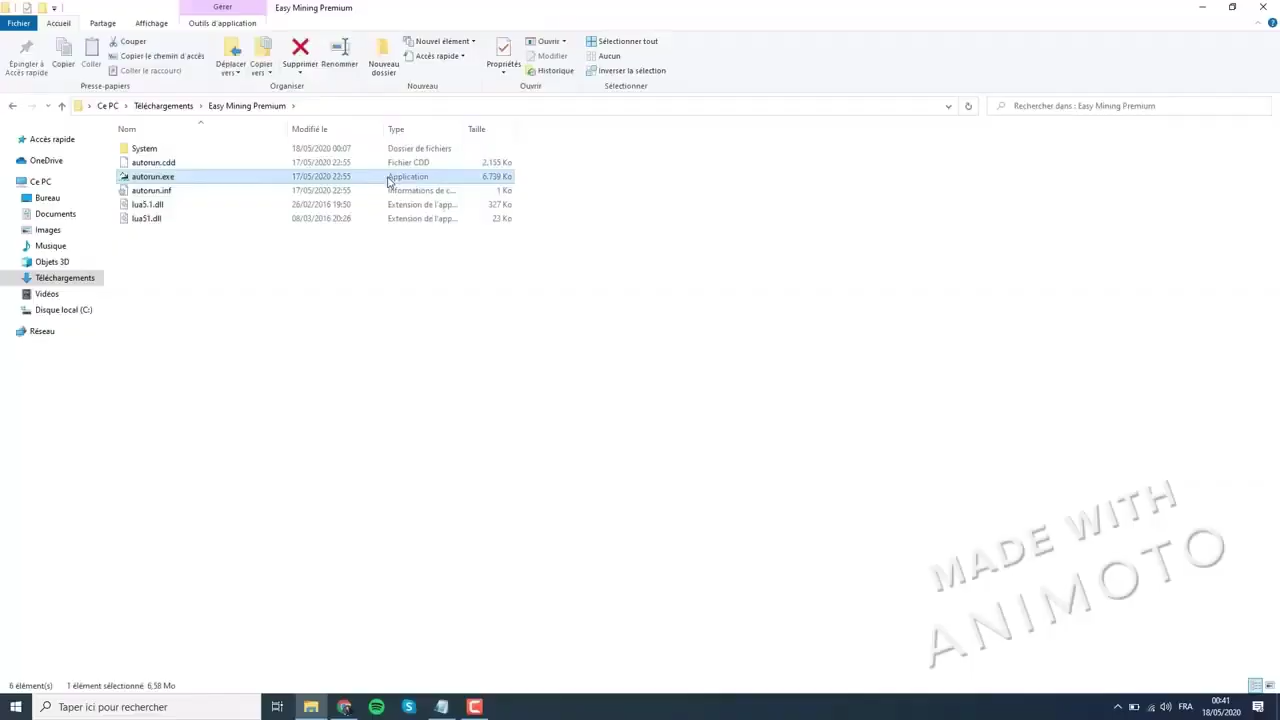 Gérer
Easy Mining Premium
Fichier
Accueil
Partage
Affichage
Outils d'application
Épingler à
Accès rapide
Copier
Coller
Couper
Copier le chemin d'accès
Coller le raccourci
Presse-papiers
Déplacer
vers
Copier
vers
Supprimer
Renommer
Organiser
Nouveau
dossier
Nouvel élément
Accès rapide
Nouveau
Propriétés
Ouvrir
Modifier
Historique
Ouvrir
Sélectionner tout
Aucun
Inverser la sélection
Sélectionner
Ce PC > Téléchargements > Easy Mining Premium >
Rechercher dans : Easy Mining Premium
Nom Modifié le Type Taille
System 18/05/2020 00:07 Dossier de fichiers
autorun.cdd 17/05/2020 22:55 Fichier CDD 2.155 Ko
autorun.exe 17/05/2020 22:55 Application 6.739 Ko
autorun.inf 17/05/2020 22:55 Informations de c... 1 Ko
lua5.1.dll 26/02/2016 19:50 Extension de l'app... 327 Ko
lua51.dll 08/03/2016 20:26 Extension de l'app... 23 Ko
Accès rapide
OneDrive
Ce PC
Bureau
Documents
Images
Musique
Objets 3D
Téléchargements
Vidéos
Disque local (C:)
Réseau
MADE WITH
ANIMOTO
6 élément(s) 1 élément sélectionné 6,58 Mo
Taper ici pour rechercher
FRA
00:41
18/05/2020